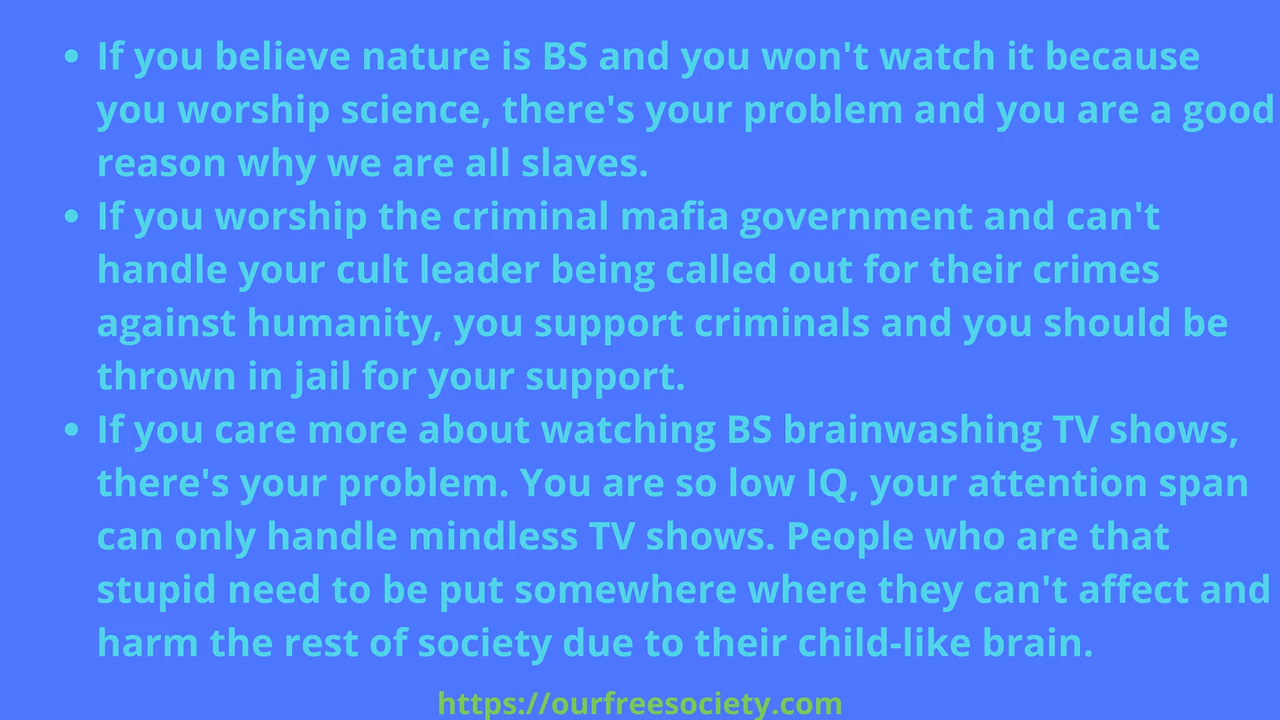 • If you believe nature is BS and you won't watch it because
you worship science, there's your problem and you are a good
reason why we are all slaves.
• If you worship the criminal mafia government and can't
handle your cult leader being called out for their crimes
against humanity, you support criminals and you should be
thrown in jail for your support.
• If you care more about watching BS brainwashing TV shows,
there's your problem. You are so low IQ, your attention span
can only handle mindless TV shows. People who are that
stupid need to be put somewhere where they can't affect and
harm the rest of society due to their child-like brain.
https://ourfreesociety.com